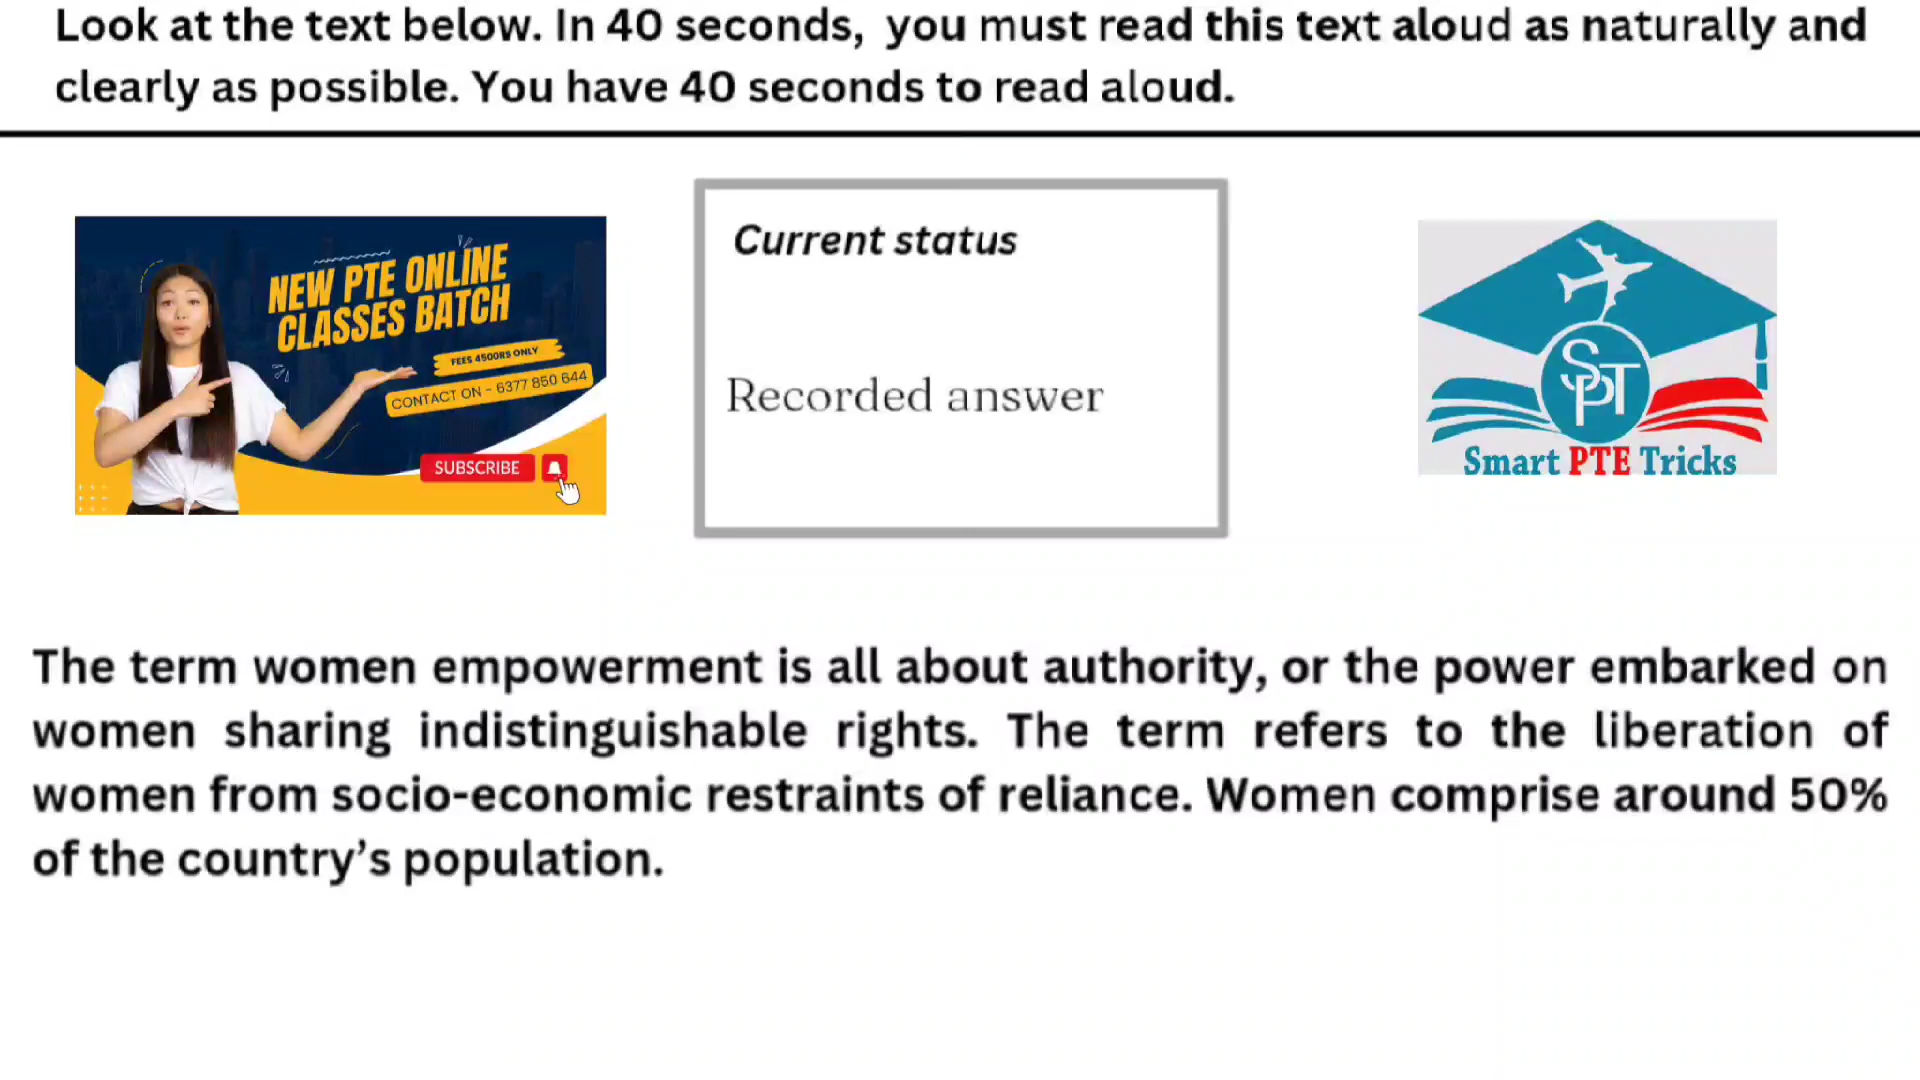 Look at the text below. In 40 seconds, you must read this text aloud as naturally and
clearly as possible. You have 40 seconds to read aloud.
NEW PTE ONLINE
CLASSES BATCH
FEES 4500RS ONLY
CONTACT ON - 6377 850 644
SUBSCRIBE
Current status
Recorded answer
SPT
Smart PTE Tricks
The term women empowerment is all about authority, or the power embarked on
women sharing indistinguishable rights. The term refers to the liberation of
women from socio-economic restraints of reliance. Women comprise around 50%
of the country’s population.